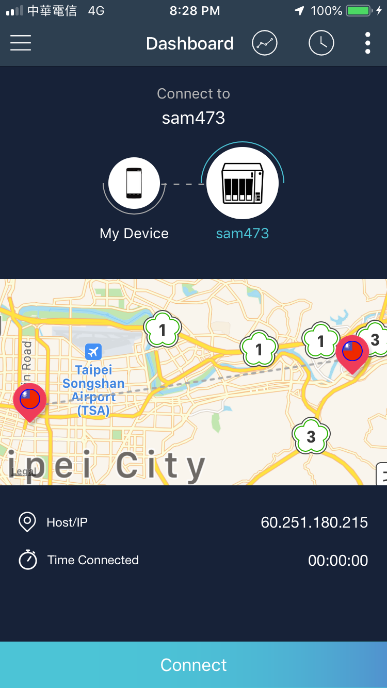 中華電信 4G 8:28 PM 100%
Dashboard
Connect to
sam473
My Device
sam473
1
1
1
3
3
Taipei
Songshan
Airport
(TSA)
n Road
ipei City
Legal
Host/IP 60.251.180.215
Time Connected 00:00:00
Connect